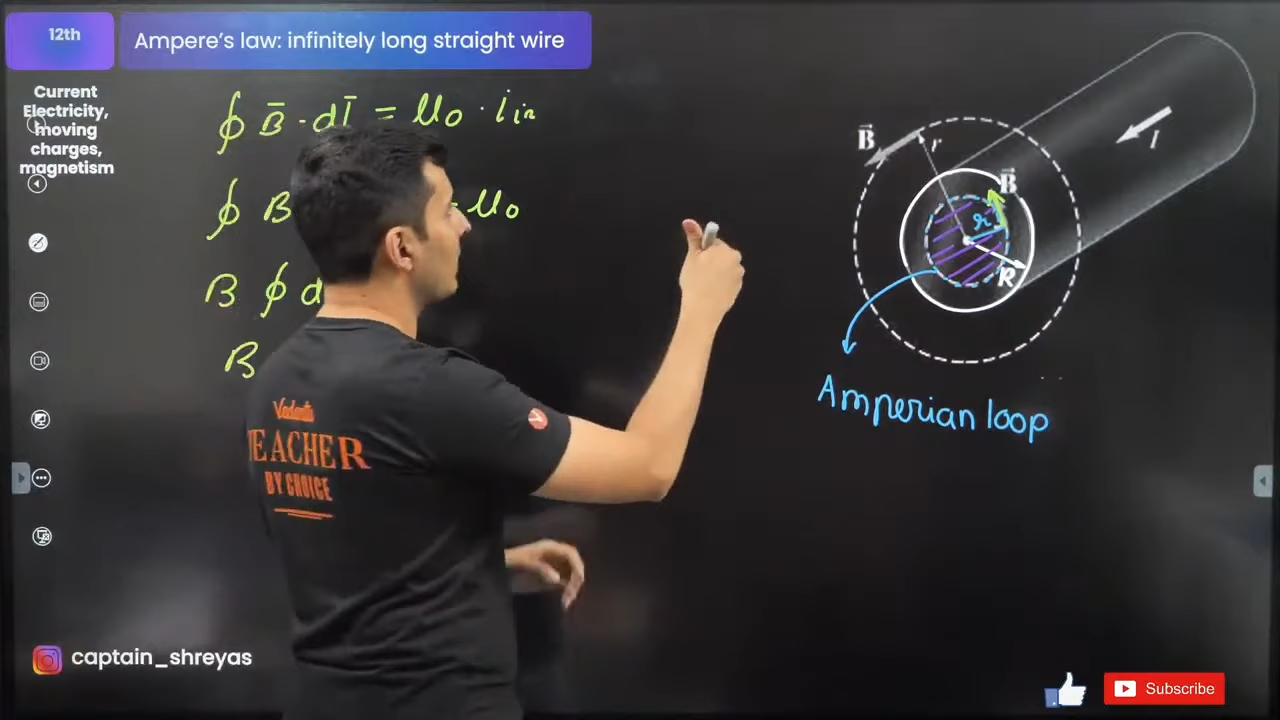 12th
Ampere's law: infinitely long straight wire
Current
Electricity,
moving
charges,
magnetism
∮ B̄ · dl̄ = μ₀ · iin
∮ B μ₀
B ∮ d
B
B⃗
r
I
B⃗
r
R
Amperian loop
Vedantu
TEACHER
BY CHOICE
captain_shreyas
Subscribe